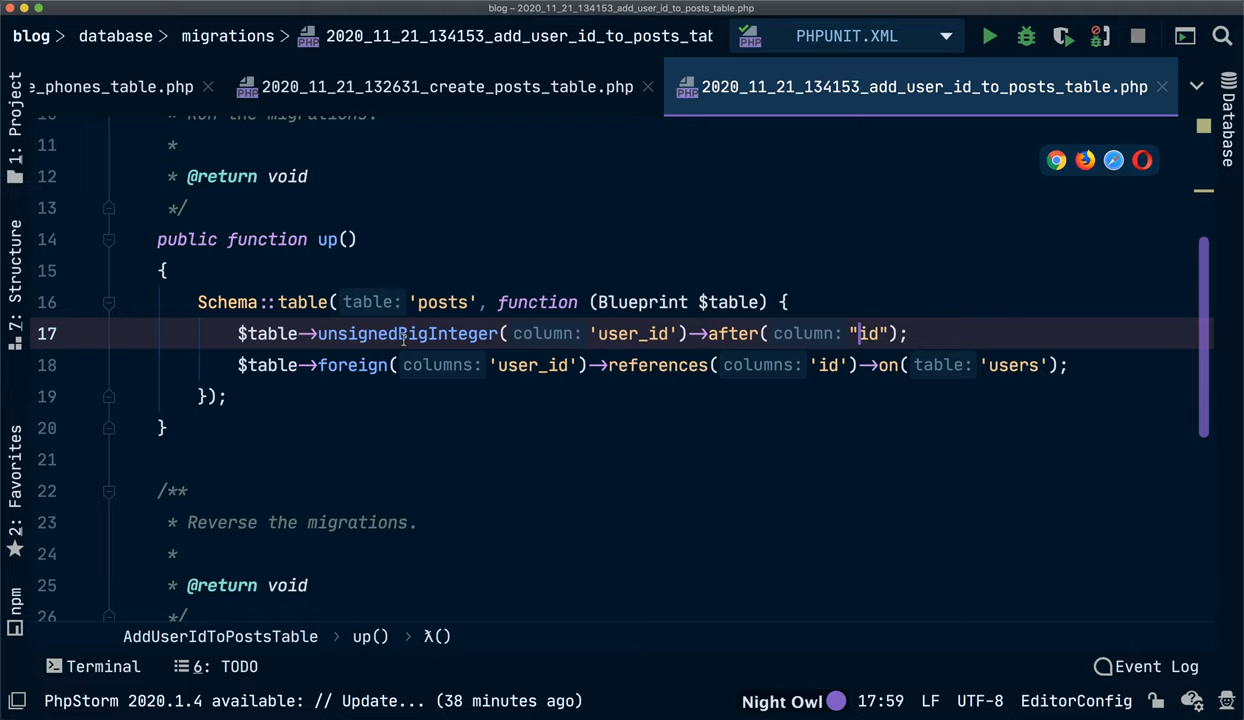 blog – 2020_11_21_134153_add_user_id_to_posts_table.php
blog > database > migrations > 2020_11_21_134153_add_user_id_to_posts_tab PHPUNIT.XML
e_phones_table.php 2020_11_21_132631_create_posts_table.php 2020_11_21_134153_add_user_id_to_posts_table.php
1: Project
7: Structure
2: Favorites
npm
Database
10 * Run the migrations.
11 *
12 * @return void
13 */
14 public function up()
15 {
16 Schema::table( table: 'posts', function (Blueprint $table) {
17 $table->unsignedBigInteger( column: 'user_id')->after( column: "id");
18 $table->foreign( columns: 'user_id')->references( columns: 'id')->on( table: 'users');
19 });
20 }
21
22 /**
23 * Reverse the migrations.
24 *
25 * @return void
26 */
AddUserIdToPostsTable > up() > λ()
Terminal 6: TODO Event Log
PhpStorm 2020.1.4 available: // Update... (38 minutes ago) Night Owl 17:59 LF UTF-8 EditorConfig